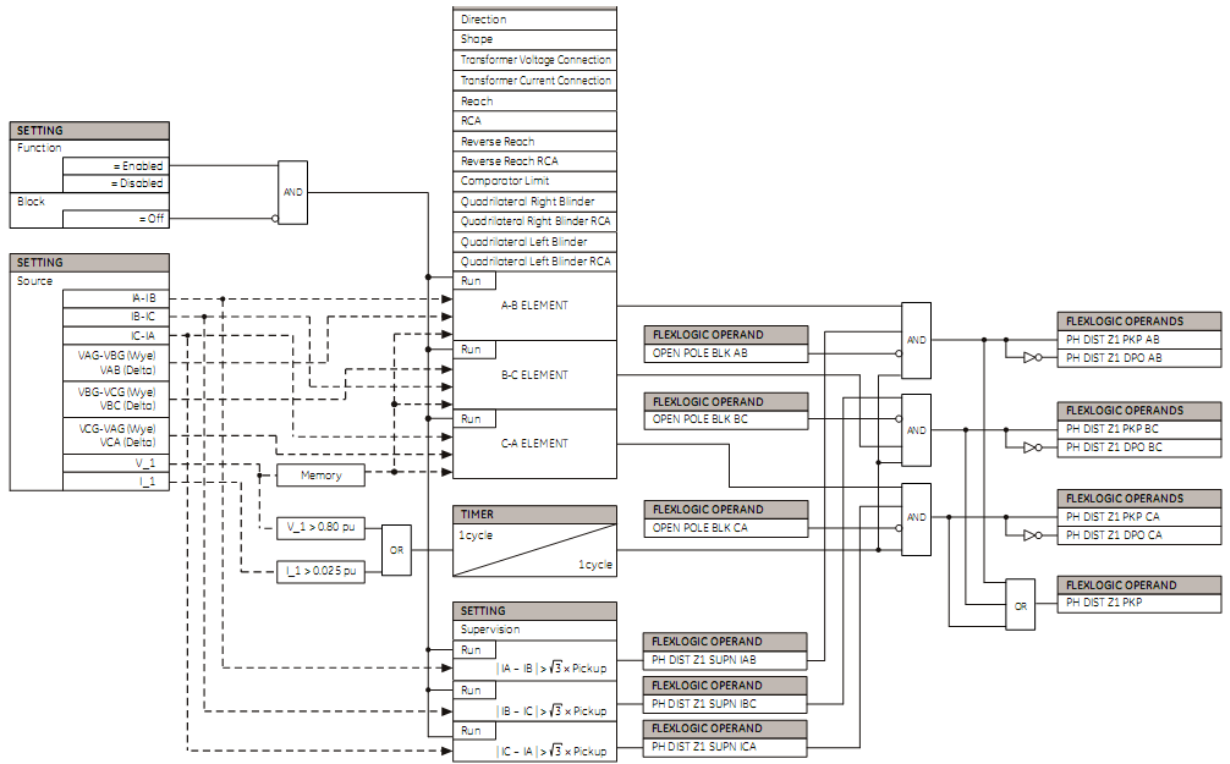 Direction
Shape
Transformer Voltage Connection
Transformer Current Connection
Reach
RCA
Reverse Reach
Reverse Reach RCA
Comparator Limit
Quadrilateral Right Blinder
Quadrilateral Right Blinder RCA
Quadrilateral Left Blinder
Quadrilateral Left Blinder RCA
Run
A-B ELEMENT
Run
B-C ELEMENT
Run
C-A ELEMENT
SETTING
Function
= Enabled
= Disabled
Block
= Off
AND
SETTING
Source
IA-IB
IB-IC
IC-IA
VAG-VBG (Wye)
VAB (Delta)
VBG-VCG (Wye)
VBC (Delta)
VCG-VAG (Wye)
VCA (Delta)
V_1
I_1
Memory
V_1 > 0.80 pu
I_1 > 0.025 pu
OR
TIMER
1cycle
1cycle
SETTING
Supervision
Run
| IA – IB | > √3 × Pickup
Run
| IB – IC | > √3 × Pickup
Run
| IC – IA | > √3 × Pickup
FLEXLOGIC OPERAND
OPEN POLE BLK AB
FLEXLOGIC OPERAND
OPEN POLE BLK BC
FLEXLOGIC OPERAND
OPEN POLE BLK CA
FLEXLOGIC OPERAND
PH DIST Z1 SUPN IAB
FLEXLOGIC OPERAND
PH DIST Z1 SUPN IBC
FLEXLOGIC OPERAND
PH DIST Z1 SUPN ICA
AND
AND
AND
OR
FLEXLOGIC OPERANDS
PH DIST Z1 PKP AB
PH DIST Z1 DPO AB
FLEXLOGIC OPERANDS
PH DIST Z1 PKP BC
PH DIST Z1 DPO BC
FLEXLOGIC OPERANDS
PH DIST Z1 PKP CA
PH DIST Z1 DPO CA
FLEXLOGIC OPERAND
PH DIST Z1 PKP